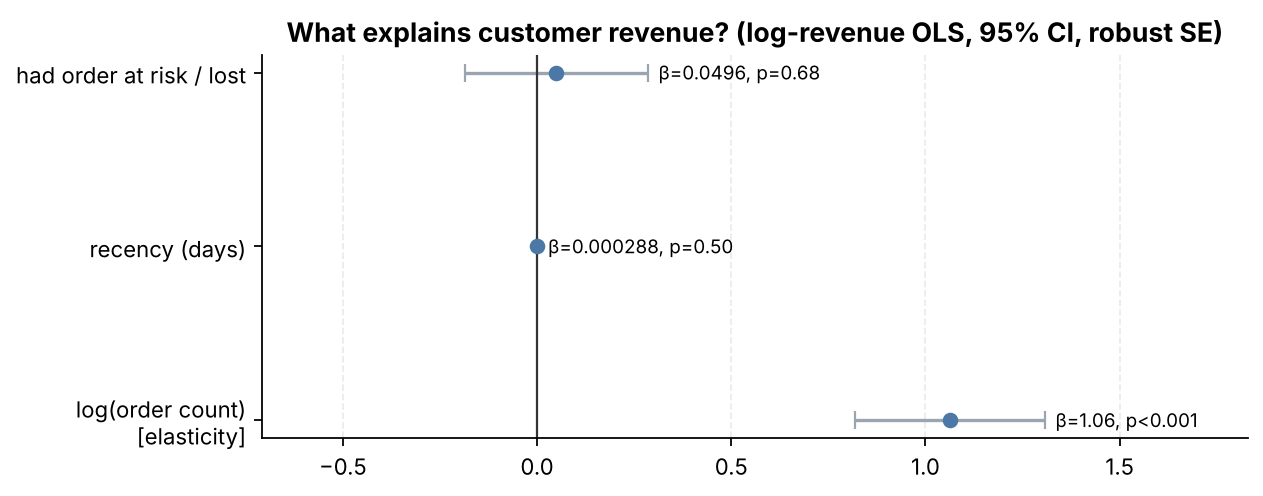 What explains customer revenue? (log-revenue OLS, 95% CI, robust SE)
had order at risk / lost
β=0.0496, p=0.68
recency (days)
β=0.000288, p=0.50
log(order count)
[elasticity]
β=1.06, p<0.001
−0.5 0.0 0.5 1.0 1.5